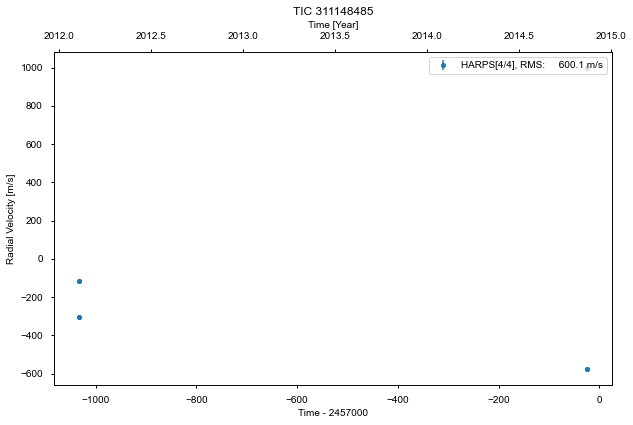 TIC 311148485
Time [Year]
2012.0 2012.5 2013.0 2013.5 2014.0 2014.5 2015.0
HARPS[4/4], RMS: 600.1 m/s
1000
800
600
400
200
0
−200
−400
−600
Radial Velocity [m/s]
−1000 −800 −600 −400 −200 0
Time - 2457000